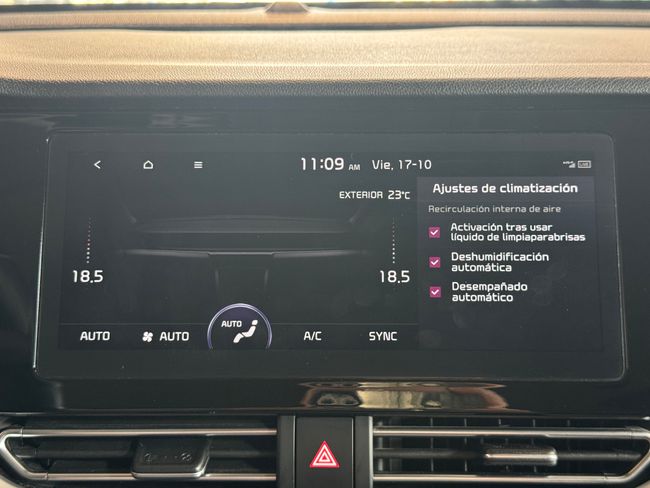 11:09 AM Vie, 17-10
EXTERIOR 23°C
18.5
18.5
AUTO
AUTO
AUTO
A/C
SYNC
Ajustes de climatización
Recirculación interna de aire
Activación tras usar
líquido de limpiaparabrisas
Deshumidificación
automática
Desempañado
automático